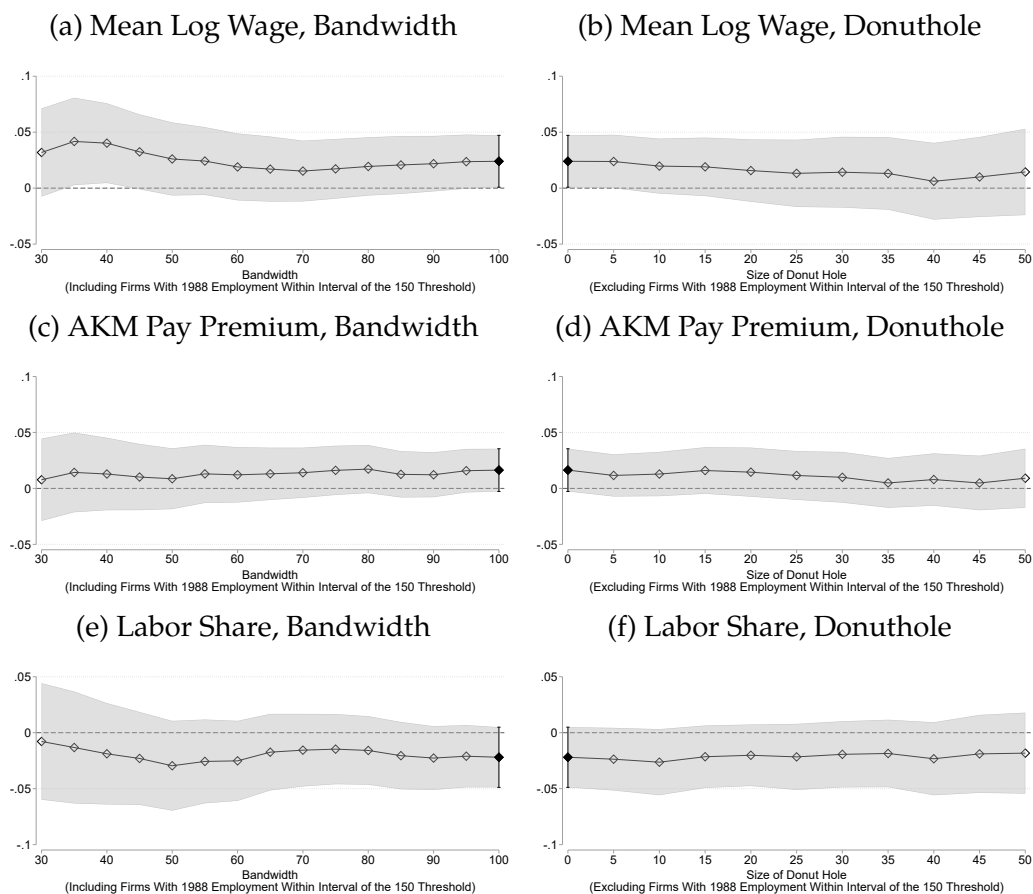 (a) Mean Log Wage, Bandwidth
.1
.05
0
-.05
30 40 50 60 70 80 90 100
Bandwidth
(Including Firms With 1988 Employment Within Interval of the 150 Threshold)
(b) Mean Log Wage, Donuthole
.1
.05
0
-.05
0 5 10 15 20 25 30 35 40 45 50
Size of Donut Hole
(Excluding Firms With 1988 Employment Within Interval of the 150 Threshold)
(c) AKM Pay Premium, Bandwidth
.1
.05
0
-.05
30 40 50 60 70 80 90 100
Bandwidth
(Including Firms With 1988 Employment Within Interval of the 150 Threshold)
(d) AKM Pay Premium, Donuthole
.1
.05
0
-.05
0 5 10 15 20 25 30 35 40 45 50
Size of Donut Hole
(Excluding Firms With 1988 Employment Within Interval of the 150 Threshold)
(e) Labor Share, Bandwidth
.05
0
-.05
-.1
30 40 50 60 70 80 90 100
Bandwidth
(Including Firms With 1988 Employment Within Interval of the 150 Threshold)
(f) Labor Share, Donuthole
.05
0
-.05
-.1
0 5 10 15 20 25 30 35 40 45 50
Size of Donut Hole
(Excluding Firms With 1988 Employment Within Interval of the 150 Threshold)